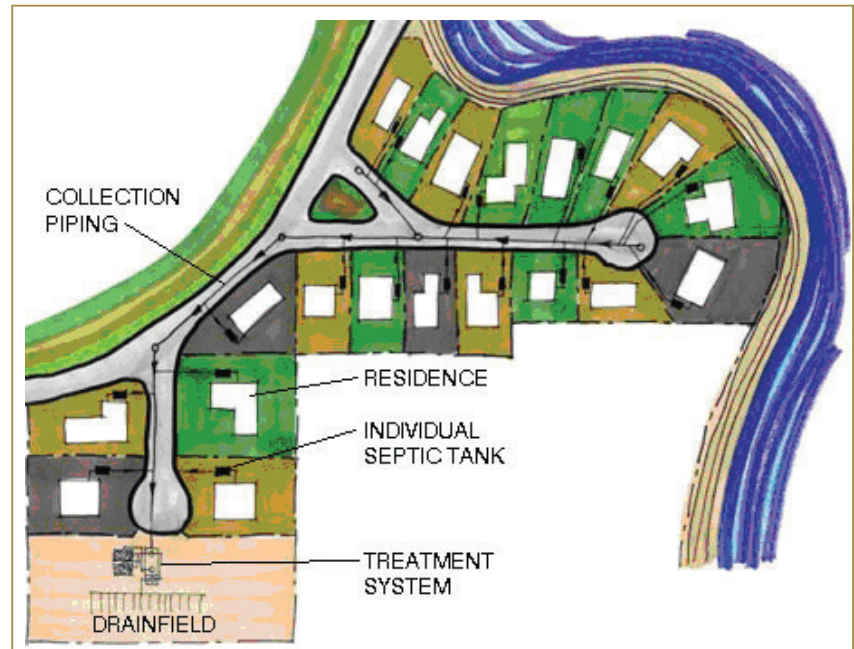 COLLECTION
PIPING
RESIDENCE
INDIVIDUAL
SEPTIC TANK
TREATMENT
SYSTEM
DRAINFIELD